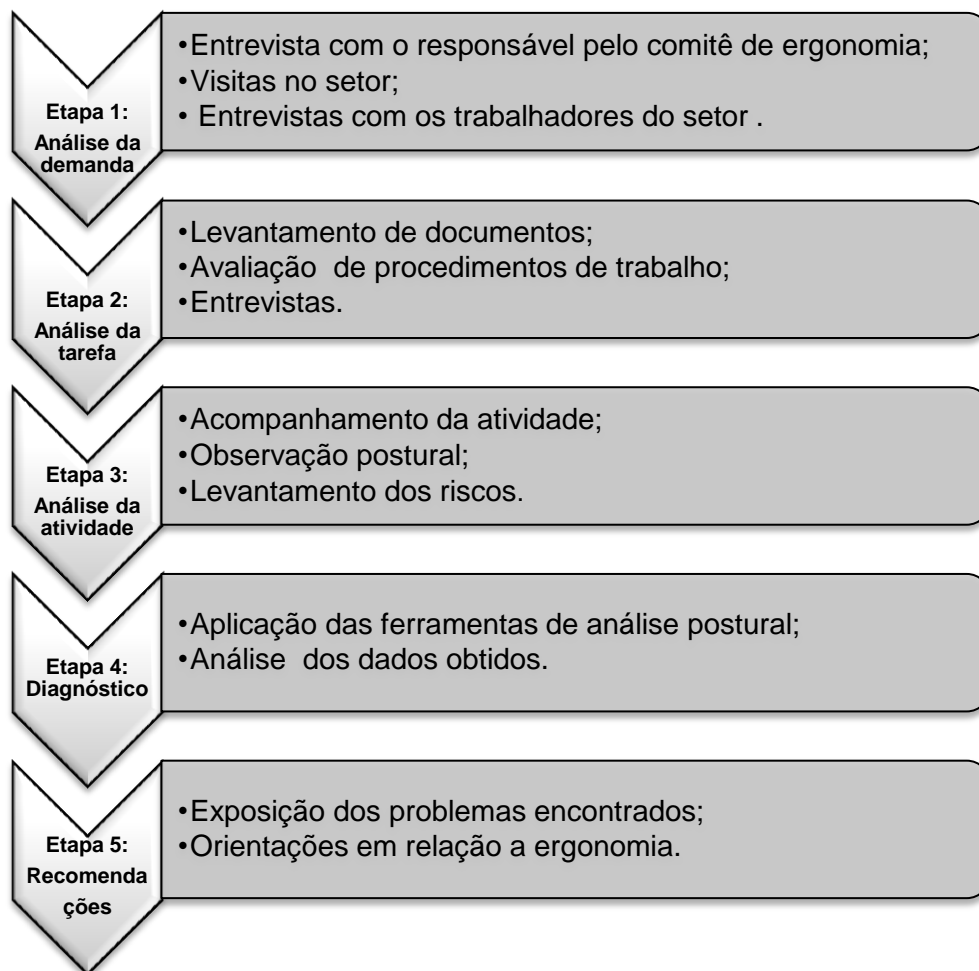 Etapa 1:
Análise da
demanda
•Entrevista com o responsável pelo comitê de ergonomia;
•Visitas no setor;
• Entrevistas com os trabalhadores do setor .
Etapa 2:
Análise da
tarefa
•Levantamento de documentos;
•Avaliação de procedimentos de trabalho;
•Entrevistas.
Etapa 3:
Análise da
atividade
•Acompanhamento da atividade;
•Observação postural;
•Levantamento dos riscos.
Etapa 4:
Diagnóstico
•Aplicação das ferramentas de análise postural;
•Análise dos dados obtidos.
Etapa 5:
Recomenda
ções
•Exposição dos problemas encontrados;
•Orientações em relação a ergonomia.